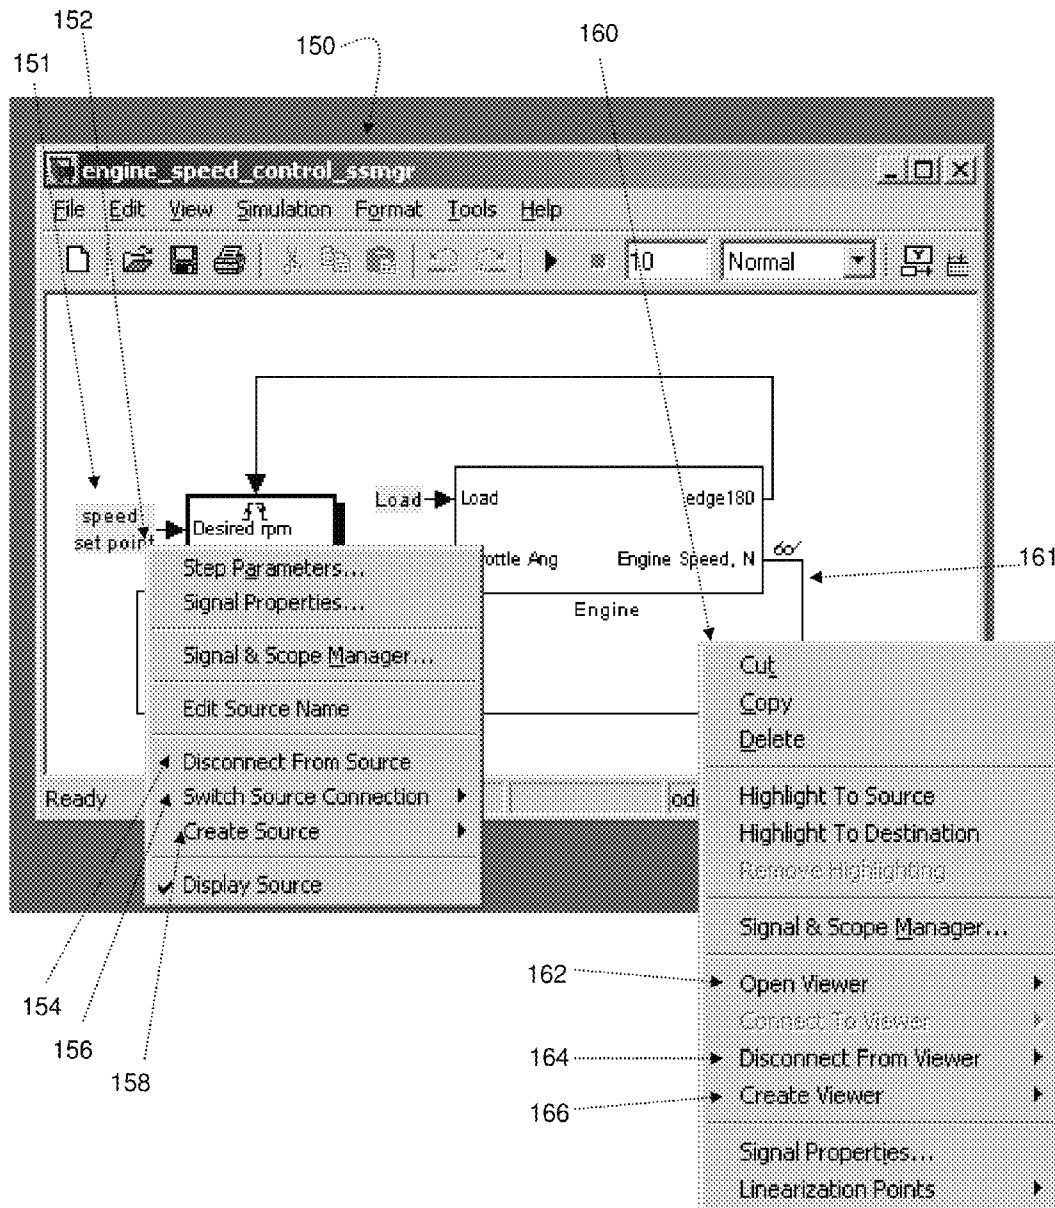 152
150
160
151
engine_speed_control_ssmgr
File Edit View Simulation Format Tools Help
10 Normal
speed
set point
Desired rpm
Load
Load
edge180
ottle Ang
Engine Speed, N
Engine
161
Step Parameters...
Signal Properties...
Signal & Scope Manager...
Edit Source Name
Disconnect From Source
Switch Source Connection
Create Source
Display Source
Ready
od
Cut
Copy
Delete
Highlight To Source
Highlight To Destination
Remove Highlighting
Signal & Scope Manager...
Open Viewer
Connect To Viewer
Disconnect From Viewer
Create Viewer
Signal Properties...
Linearization Points
154
156
158
162
164
166